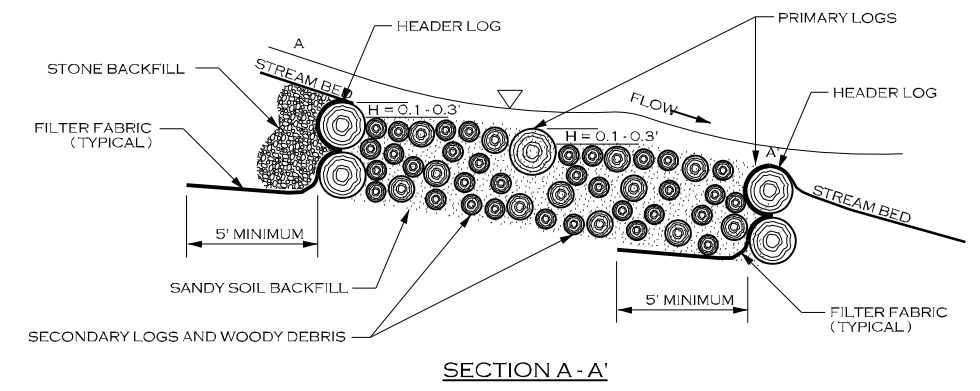 HEADER LOG
PRIMARY LOGS
A
STONE BACKFILL
STREAM BED
H = 0.1 - 0.3'
FLOW
HEADER LOG
FILTER FABRIC
(TYPICAL)
H = 0.1 - 0.3'
A'
STREAM BED
5' MINIMUM
SANDY SOIL BACKFILL
5' MINIMUM
FILTER FABRIC
(TYPICAL)
SECONDARY LOGS AND WOODY DEBRIS
SECTION A - A'